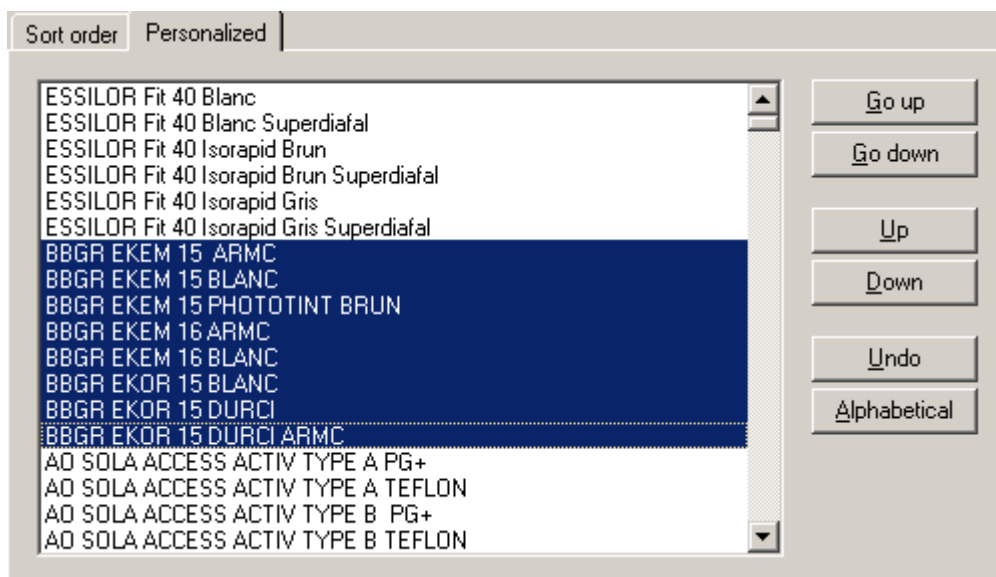 Sort order
Personalized
ESSILOR Fit 40 Blanc
ESSILOR Fit 40 Blanc Superdiafal
ESSILOR Fit 40 Isorapid Brun
ESSILOR Fit 40 Isorapid Brun Superdiafal
ESSILOR Fit 40 Isorapid Gris
ESSILOR Fit 40 Isorapid Gris Superdiafal
BBGR EKEM 15  ARMC
BBGR EKEM 15 BLANC
BBGR EKEM 15 PHOTOTINT BRUN
BBGR EKEM 16 ARMC
BBGR EKEM 16 BLANC
BBGR EKOR 15 BLANC
BBGR EKOR 15 DURCI
BBGR EKOR 15 DURCI ARMC
AO SOLA ACCESS ACTIV TYPE A PG+
AO SOLA ACCESS ACTIV TYPE A TEFLON
AO SOLA ACCESS ACTIV TYPE B  PG+
AO SOLA ACCESS ACTIV TYPE B TEFLON
Go up
Go down
Up
Down
Undo
Alphabetical